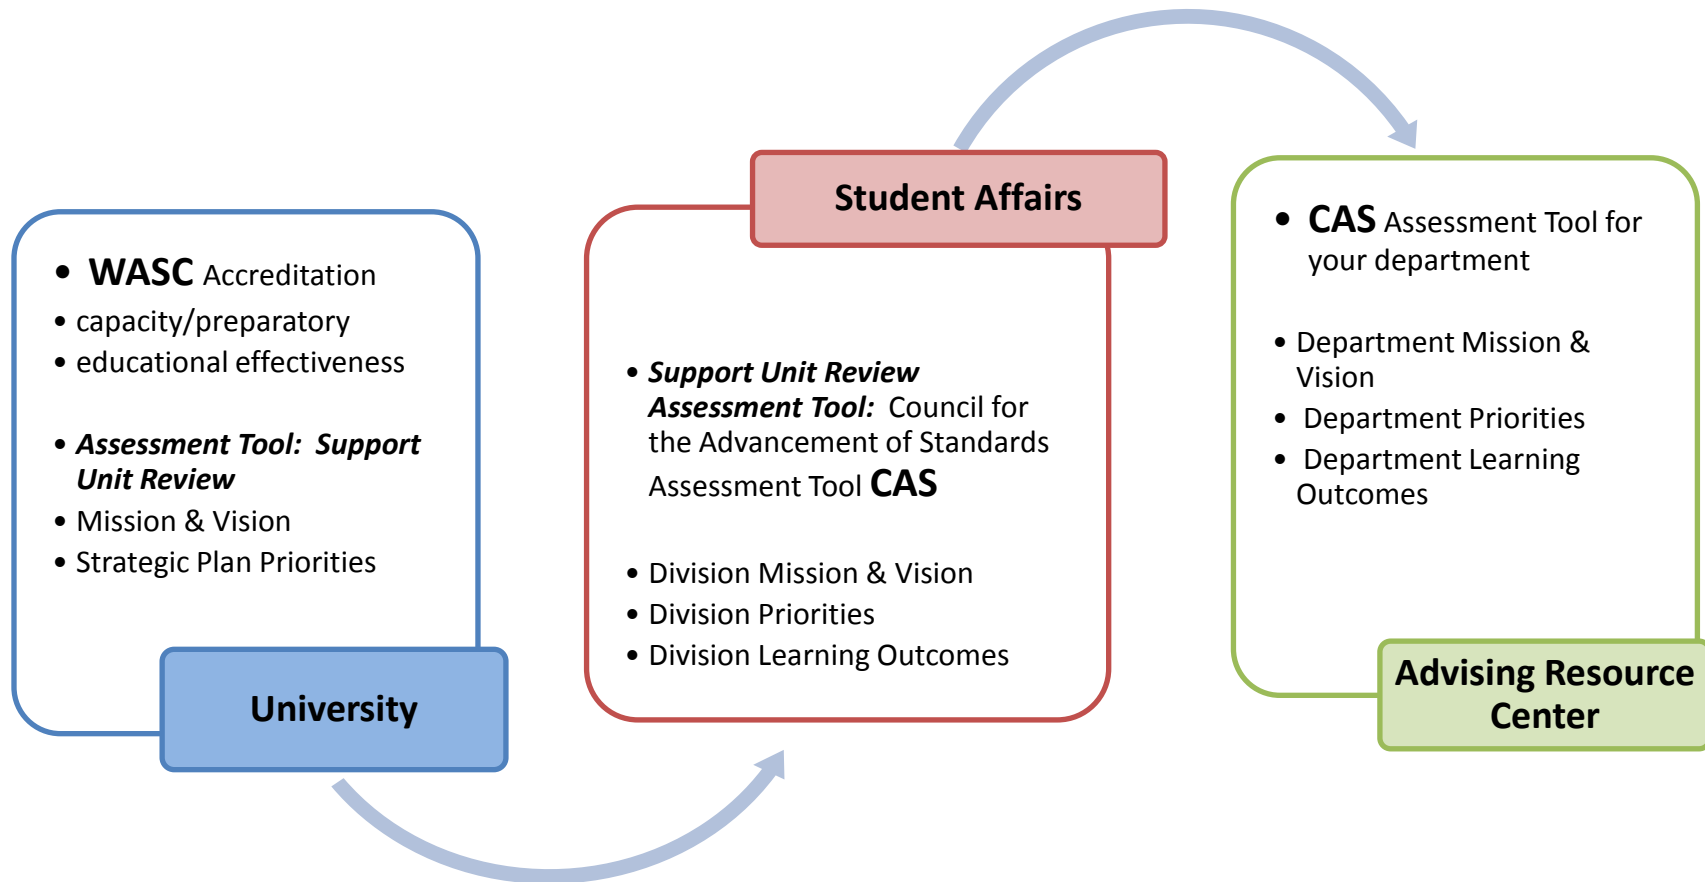 • WASC Accreditation
• capacity/preparatory
• educational effectiveness
• Assessment Tool: Support
Unit Review
• Mission & Vision
• Strategic Plan Priorities
University
Student Affairs
• Support Unit Review
Assessment Tool: Council for
the Advancement of Standards
Assessment Tool CAS
• Division Mission & Vision
• Division Priorities
• Division Learning Outcomes
• CAS Assessment Tool for
your department
• Department Mission &
Vision
• Department Priorities
• Department Learning
Outcomes
Advising Resource
Center